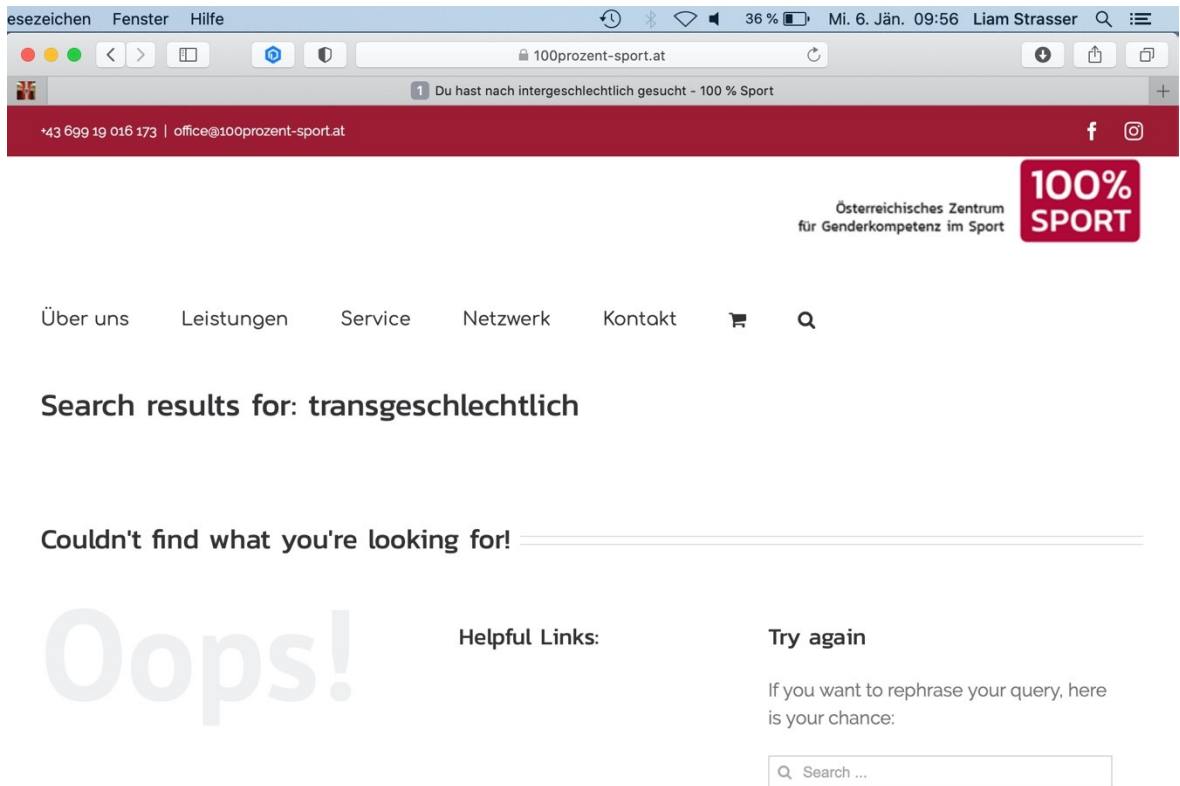 esezeichen Fenster Hilfe 36 % Mi. 6. Jän. 09:56 Liam Strasser
100prozent-sport.at
1 Du hast nach intergeschlechtlich gesucht - 100 % Sport
+43 699 19 016 173 | office@100prozent-sport.at
Österreichisches Zentrum
für Genderkompetenz im Sport
100%
SPORT
Über uns Leistungen Service Netzwerk Kontakt
Search results for: transgeschlechtlich
Couldn't find what you're looking for!
Oops!
Helpful Links:
Try again
If you want to rephrase your query, here
is your chance:
Search ...